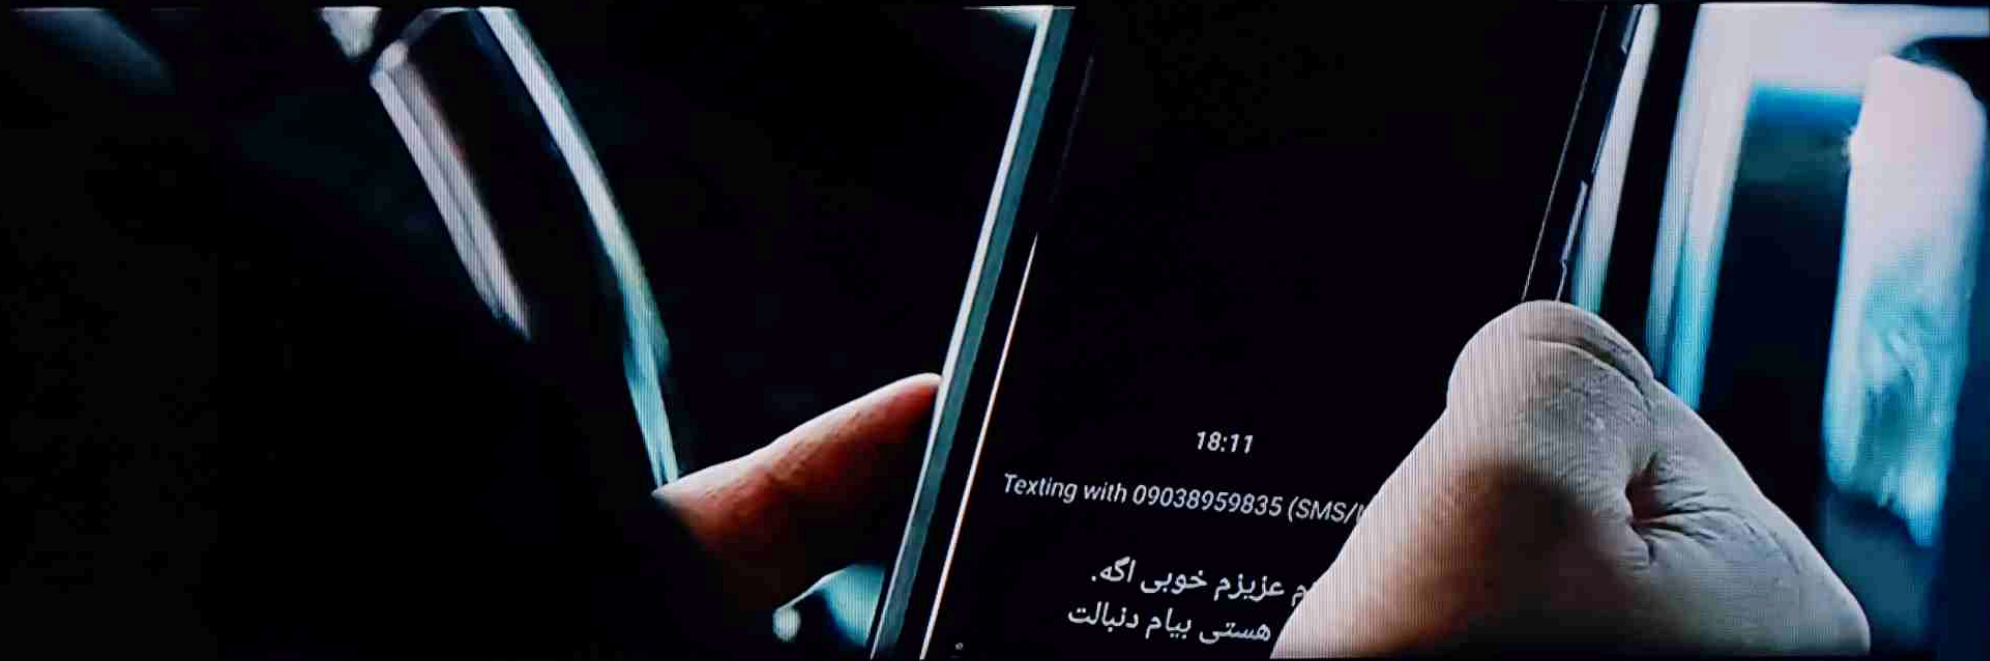 18:11
Texting with 09038959835 (SMS/
عزیزم خوبی اگه.
هستی بیام دنبالت